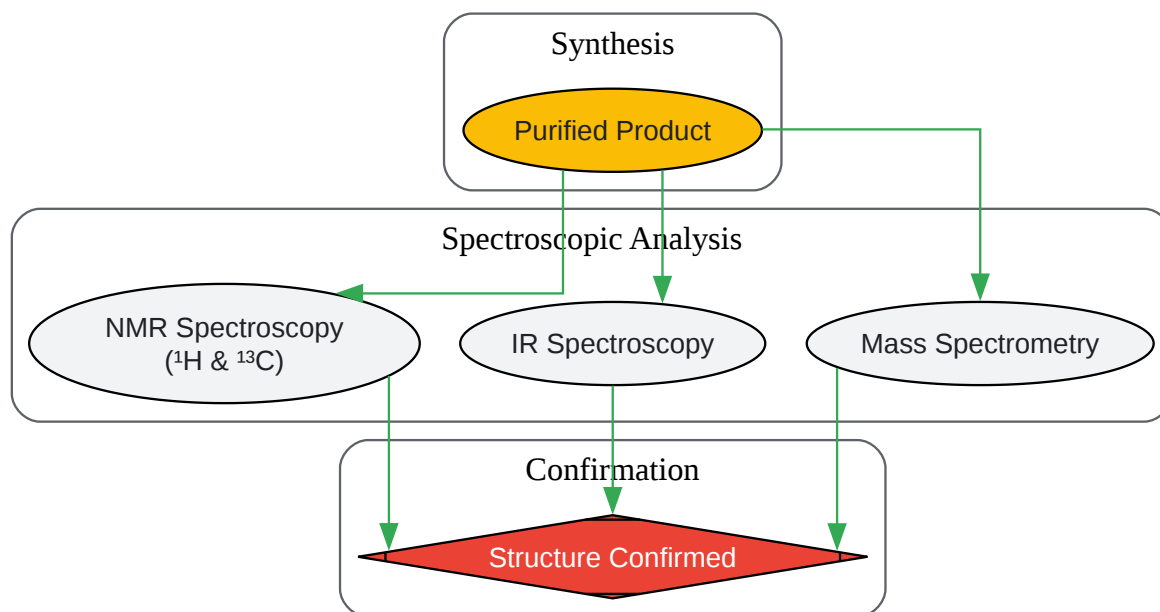 Synthesis
Purified Product
Spectroscopic Analysis
NMR Spectroscopy
(¹H & ¹³C)
IR Spectroscopy
Mass Spectrometry
Confirmation
Structure Confirmed